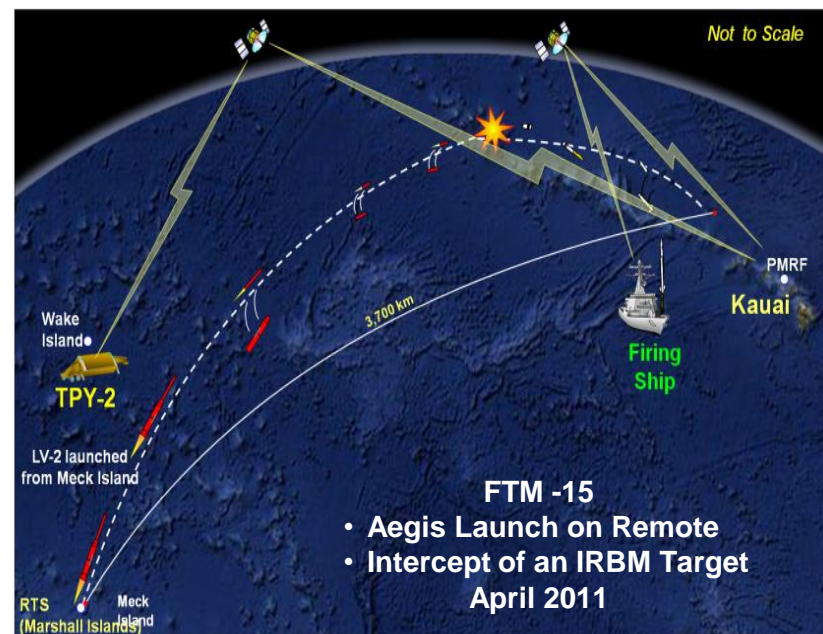 Not to Scale
PMRF
Kauai
3,700 km
Wake
Island
TPY-2
Firing
Ship
LV-2 launched
from Meck Island
FTM -15
• Aegis Launch on Remote
• Intercept of an IRBM Target
April 2011
RTS
(Marshall Islands)
Meck
Island